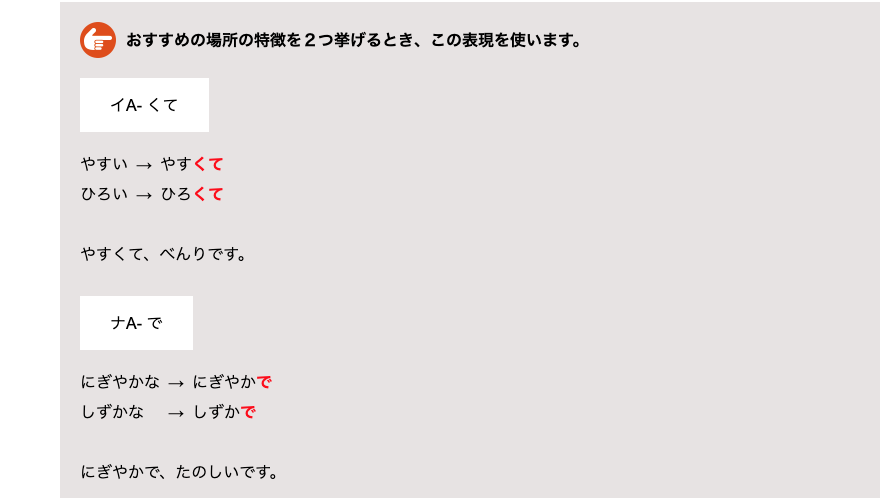 おすすめの場所の特徴を２つ挙げるとき、この表現を使います。
イA- くて
やすい → やすくて
ひろい → ひろくて
やすくて、べんりです。
ナA- で
にぎやかな → にぎやかで
しずかな → しずかで
にぎやかで、たのしいです。